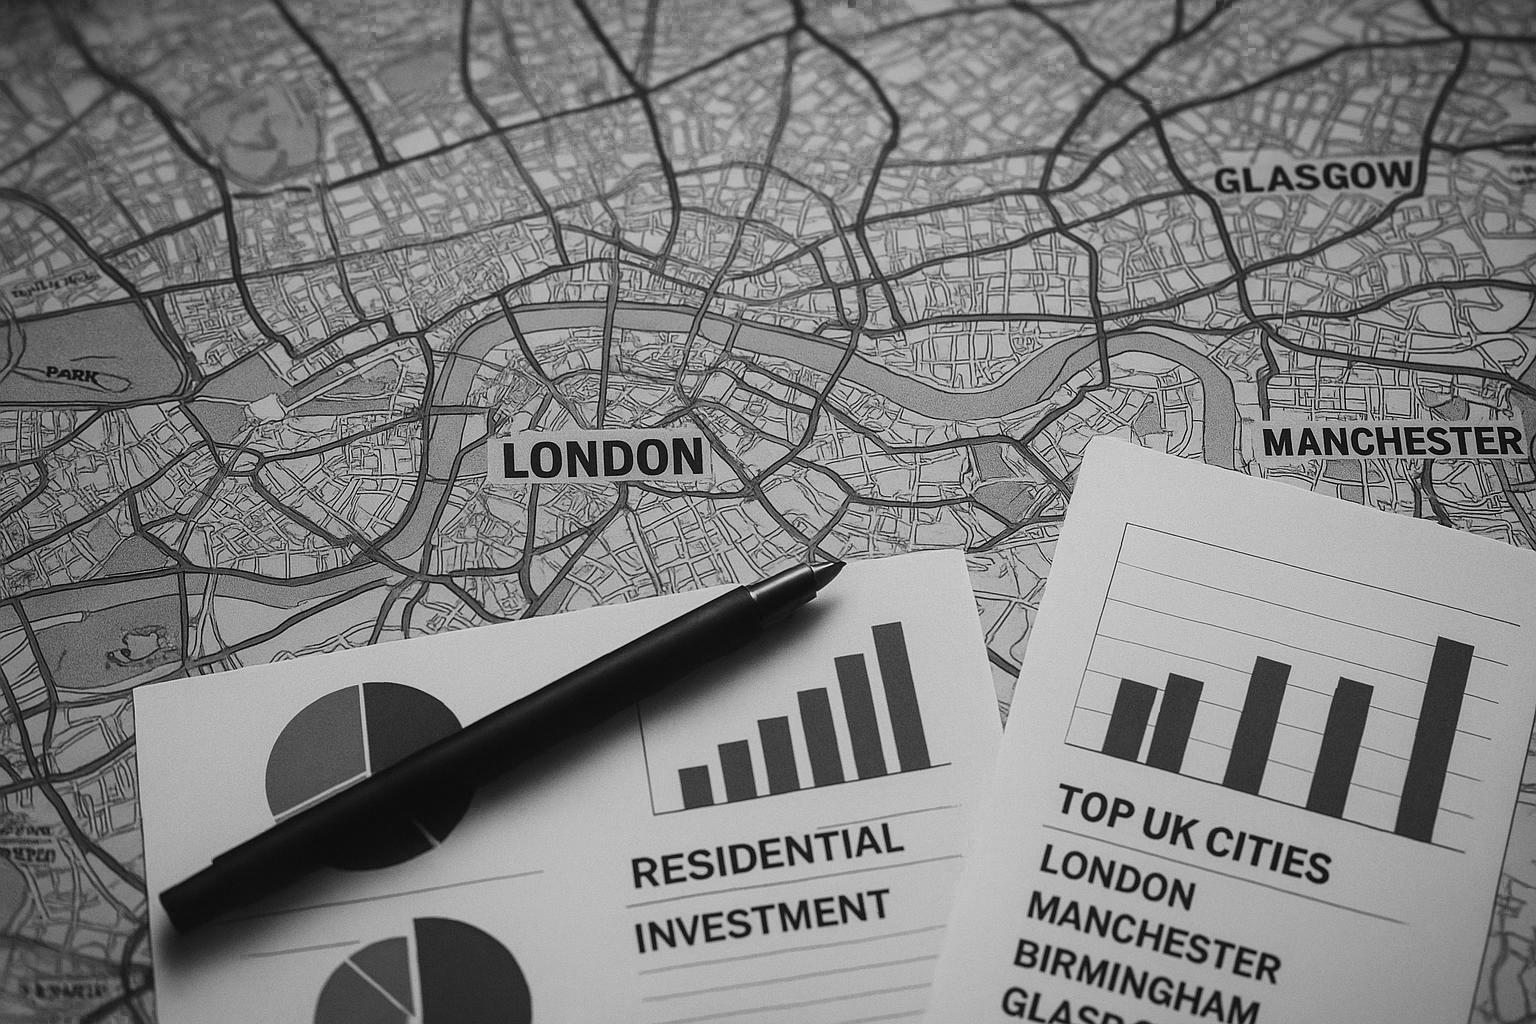 GLASGOW
PARK
MANCHESTER
LONDON
RESIDENTIAL
INVESTMENT
TOP UK CITIES
LONDON
MANCHESTER
BIRMINGHAM